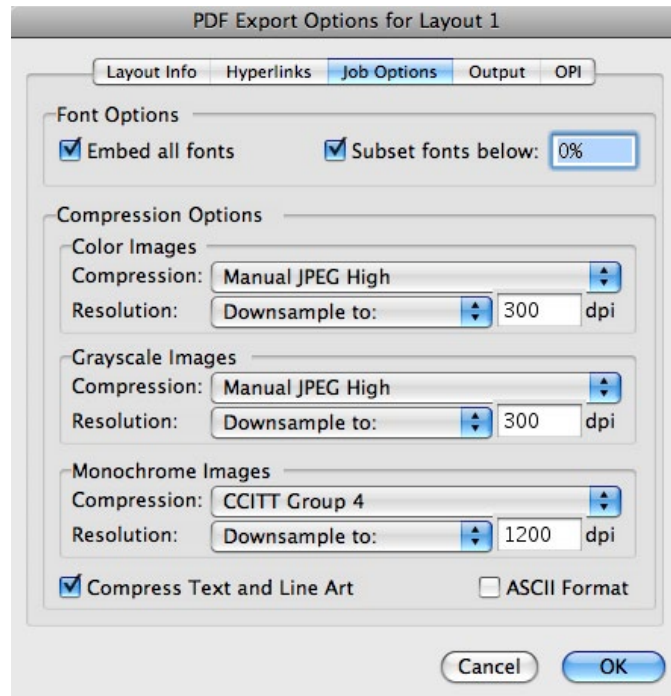 PDF Export Options for Layout 1
Layout Info Hyperlinks Job Options Output OPI
Font Options
Embed all fonts Subset fonts below: 0%
Compression Options
Color Images
Compression: Manual JPEG High
Resolution: Downsample to: 300 dpi
Grayscale Images
Compression: Manual JPEG High
Resolution: Downsample to: 300 dpi
Monochrome Images
Compression: CCITT Group 4
Resolution: Downsample to: 1200 dpi
Compress Text and Line Art ASCII Format
Cancel OK